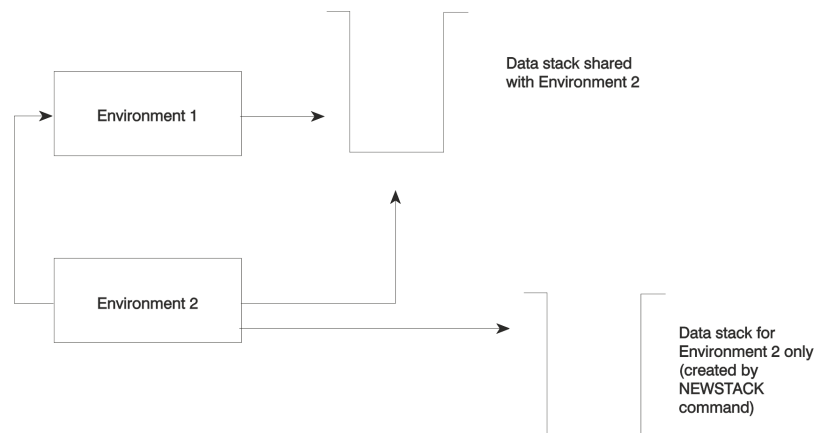 Data stack shared
with Environment 2
Environment 1
Environment 2
Data stack for
Environment 2 only
(created by
NEWSTACK
command)